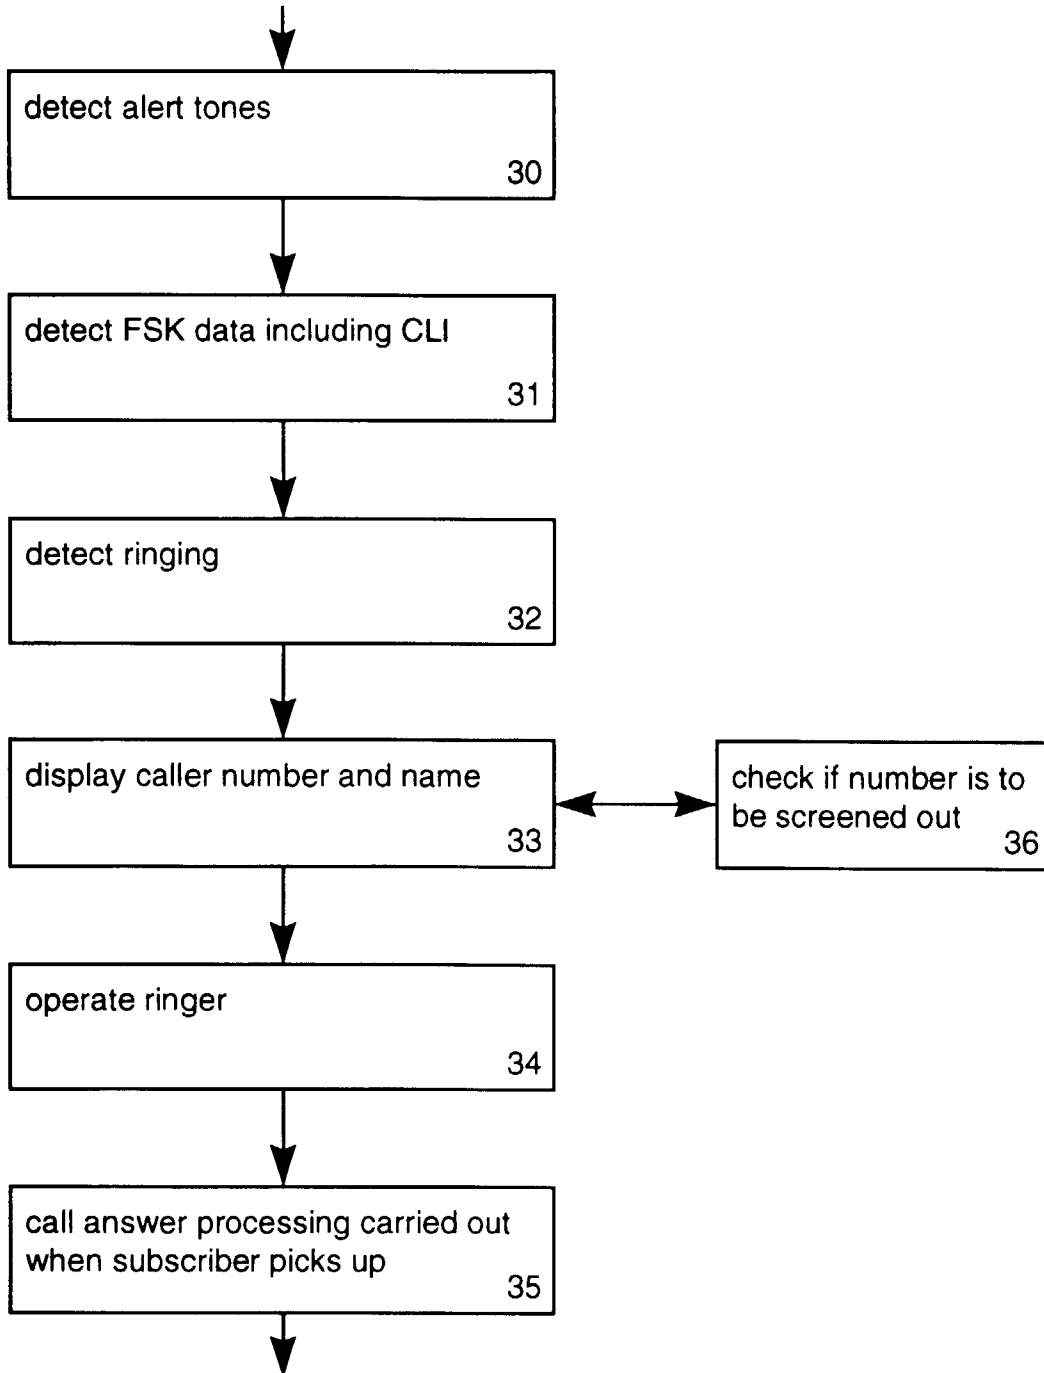 detect alert tones
30
detect FSK data including CLI
31
detect ringing
32
display caller number and name
33
check if number is to
be screened out
36
operate ringer
34
call answer processing carried out
when subscriber picks up
35